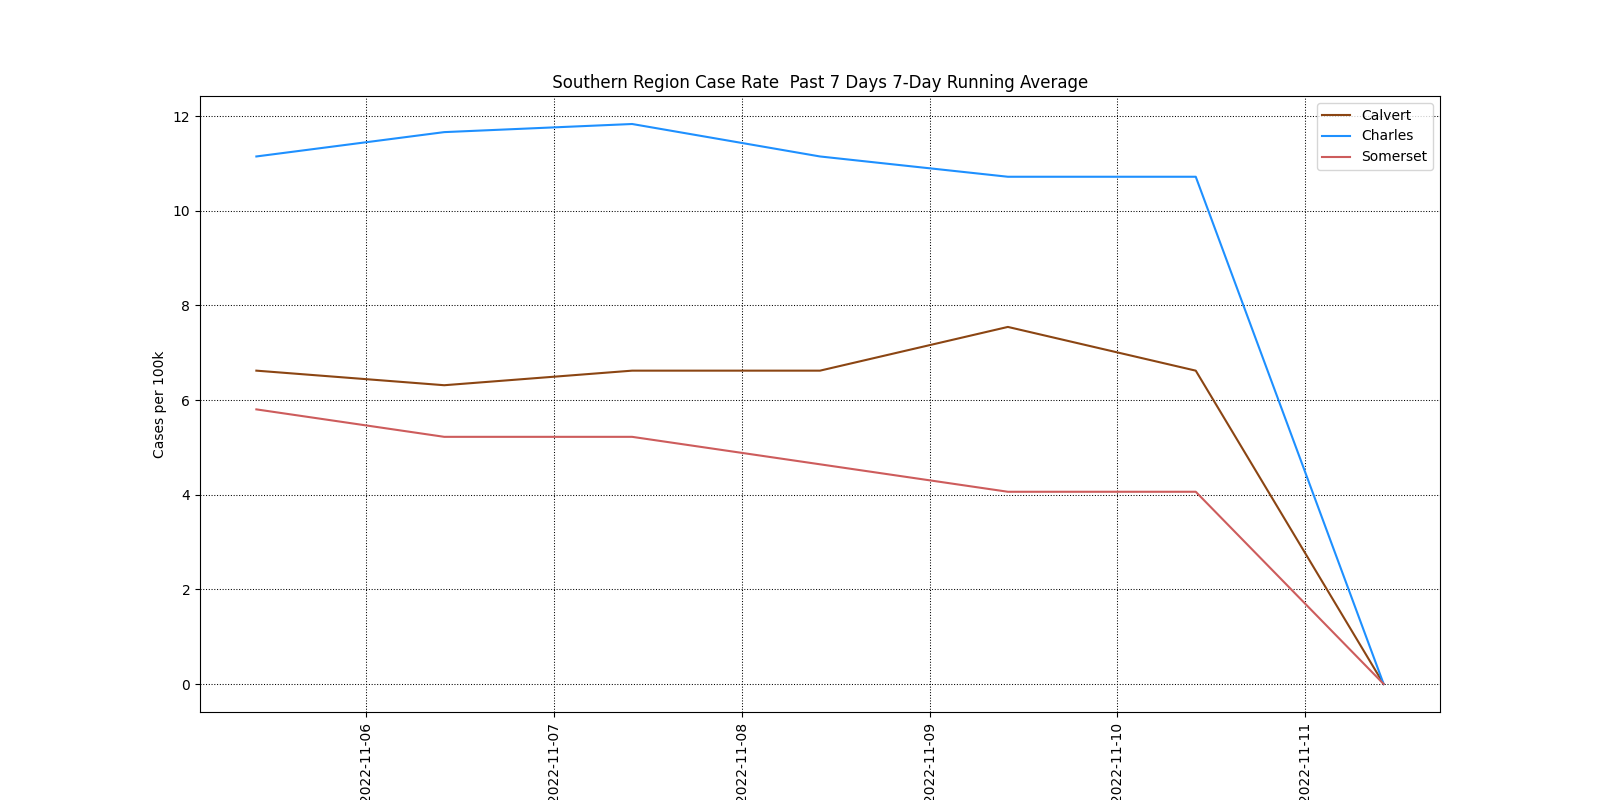 Southern Region Case Rate  Past 7 Days 7-Day Running Average
Calvert
Charles
Somerset
Cases per 100k
12
10
8
6
4
2
0
2022-11-06
2022-11-07
2022-11-08
2022-11-09
2022-11-10
2022-11-11